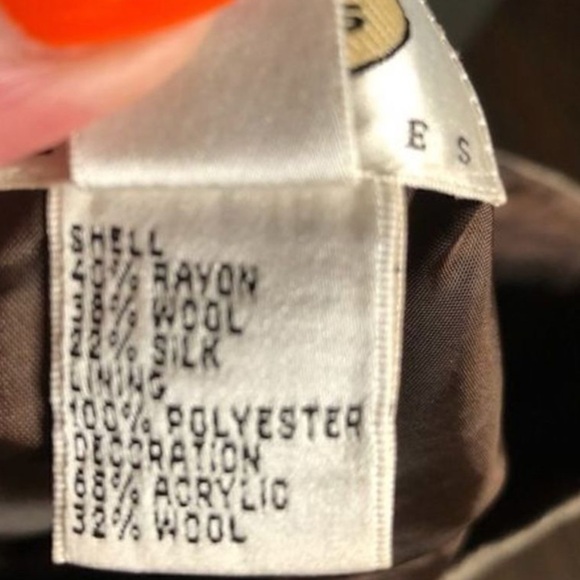 E S
SHELL
40% RAYON
38% WOOL
22% SILK
LINING
100% POLYESTER
DECORATION
68% ACRYLIC
32% WOOL